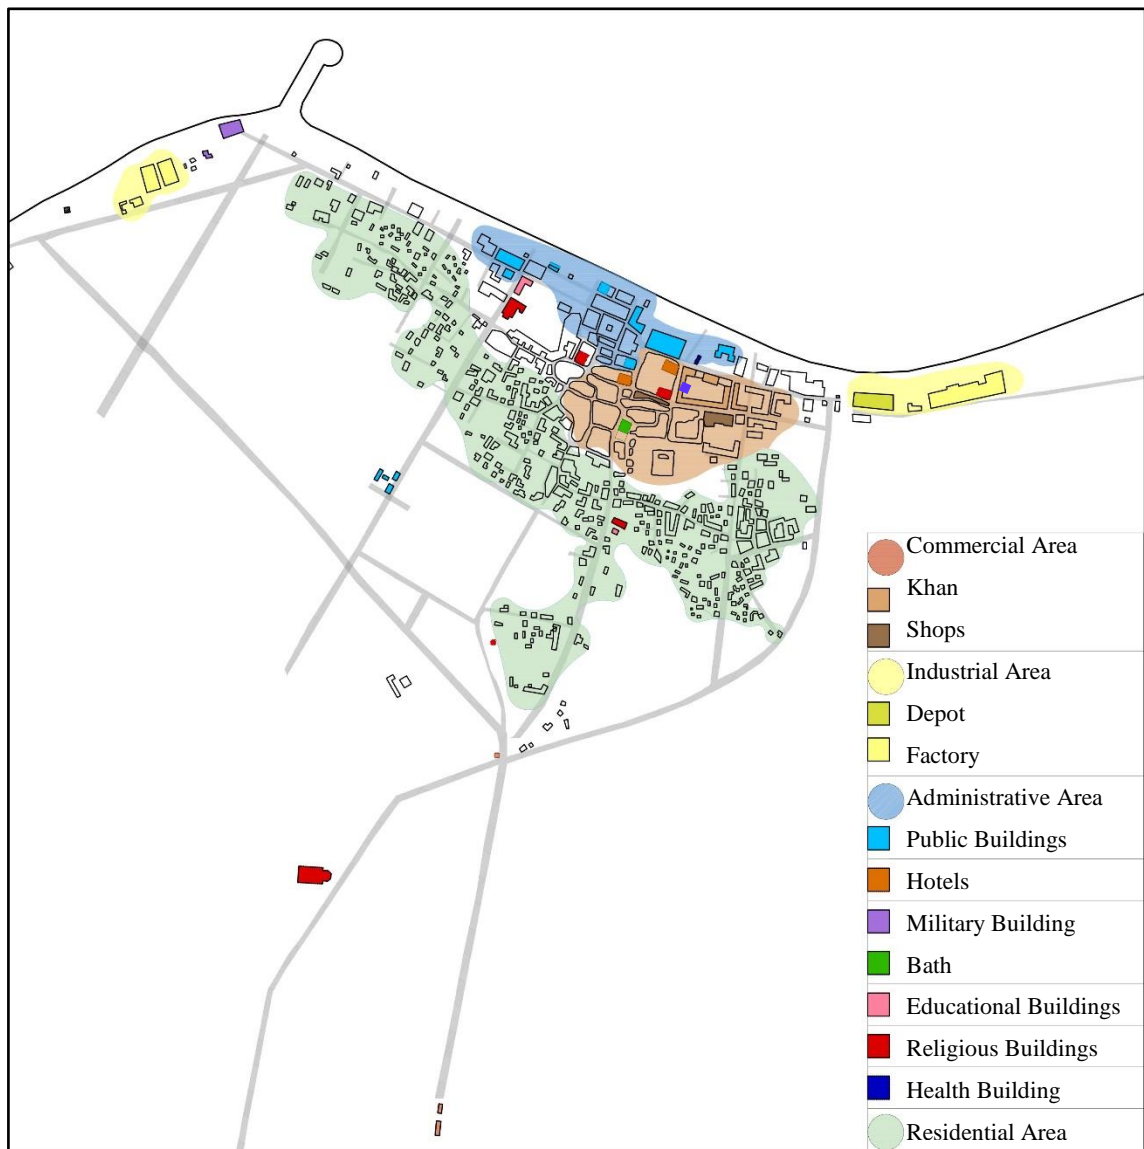 Commercial Area
Khan
Shops
Industrial Area
Depot
Factory
Administrative Area
Public Buildings
Hotels
Military Building
Bath
Educational Buildings
Religious Buildings
Health Building
Residential Area